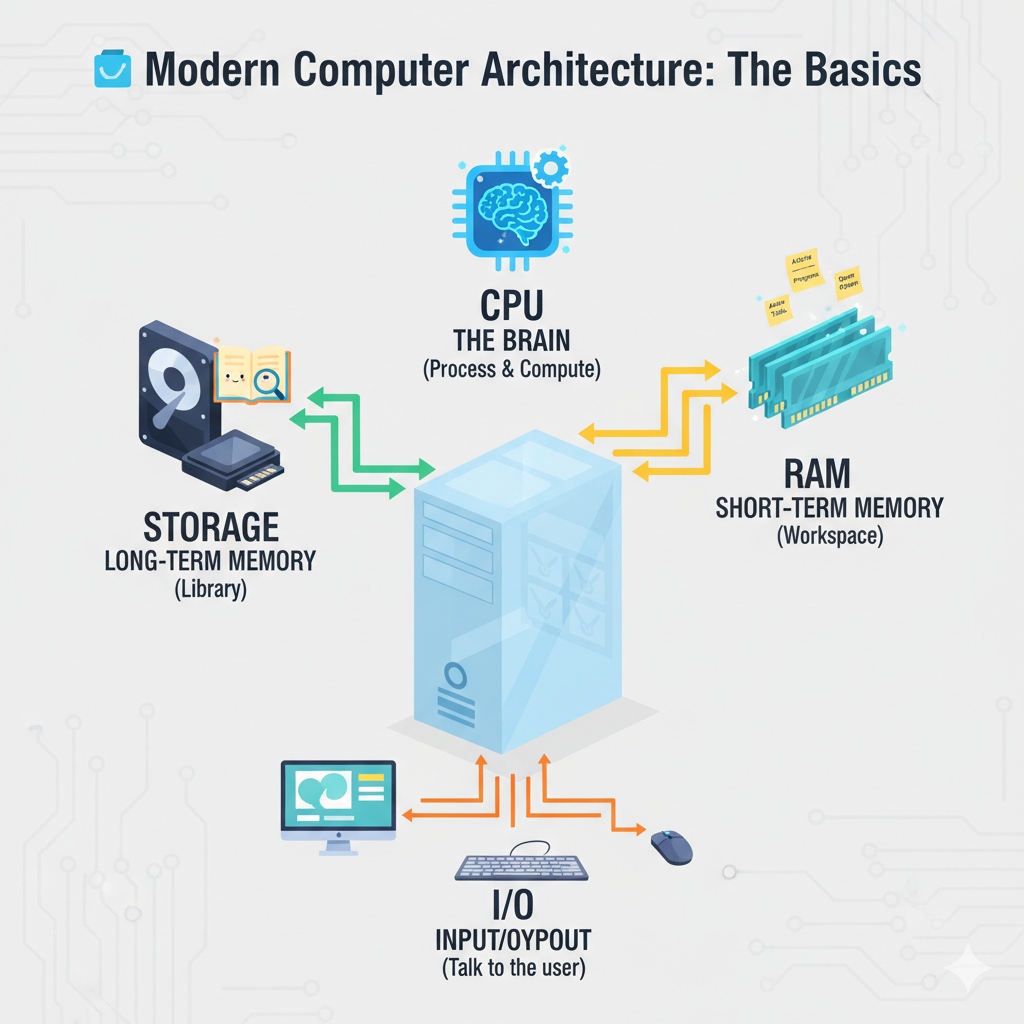 Modern Computer Architecture: The Basics
CPU
THE BRAIN
(Process & Compute)
STORAGE
LONG-TERM MEMORY
(Library)
RAM
SHORT-TERM MEMORY
(Workspace)
I/O
INPUT/OYPOUT
(Talk to the user)